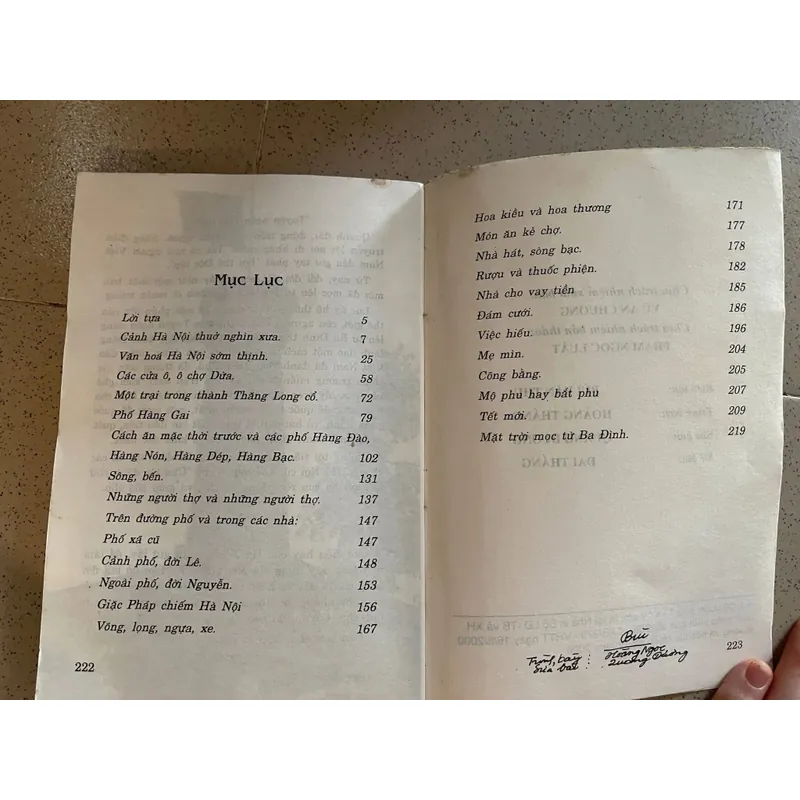 Mục Lục
Lời tựa 5
Cảnh Hà Nội thuở nghìn xưa. 7
Văn hoá Hà Nội sớm thịnh. 25
Các cửa ô, ô chợ Dừa. 58
Một trại trong thành Thăng Long cổ. 72
Phố Hàng Gai 79
Cách ăn mặc thời trước và các phố Hàng Đào,
Hàng Nón, Hàng Dép, Hàng Bạc. 102
Sông, bến. 131
Những người thợ và những người thợ. 137
Trên đường phố và trong các nhà: 147
Phố xá cũ 147
Cảnh phố, đời Lê. 148
Ngoài phố, đời Nguyễn. 153
Giặc Pháp chiếm Hà Nội 156
Võng, lọng, ngựa, xe. 167
222
Hoa kiều và hoa thương 171
Món ăn kẻ chợ. 177
Nhà hát, sòng bạc. 178
Rượu và thuốc phiện. 182
Nhà cho vay tiền 185
Đám cưới. 186
Việc hiếu. 196
Mẹ mìn. 204
Công bằng. 205
Mộ phu hay bắt phu 207
Tết mới. 209
Mặt trời mọc từ Ba Đình. 219
223
Hoàng Ngọc